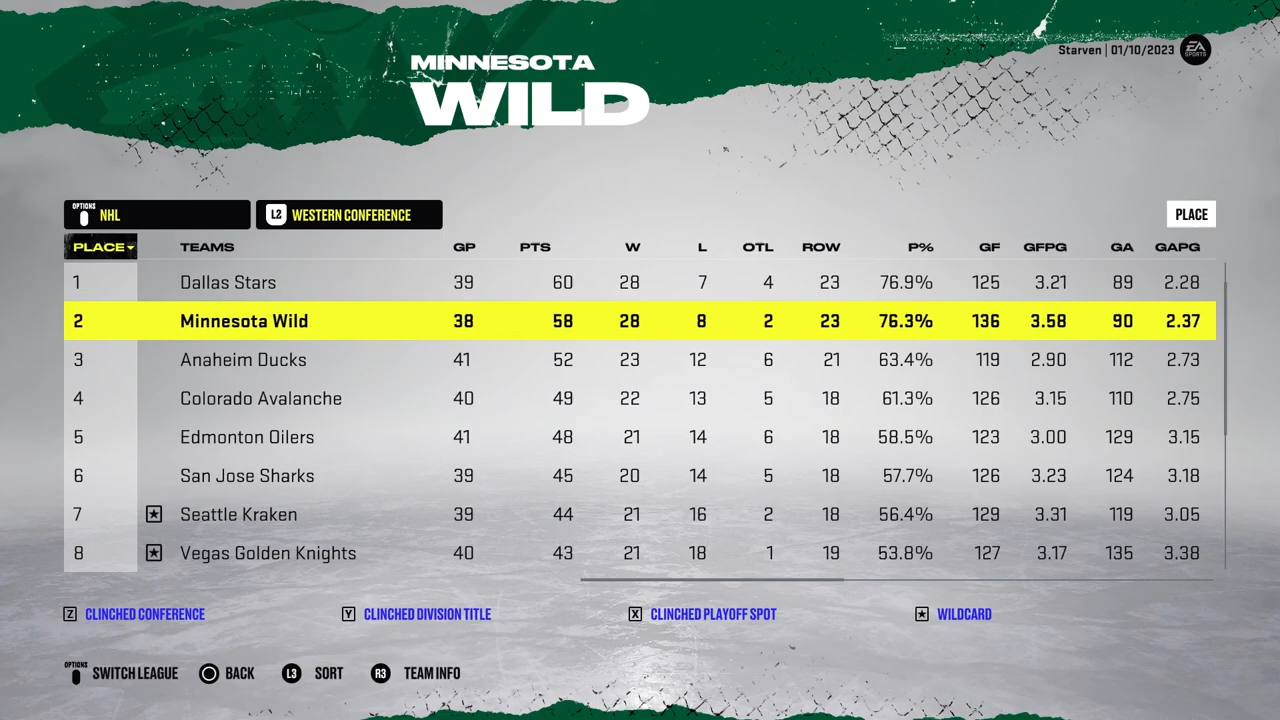 Starven | 01/10/2023
EA SPORTS
MINNESOTA
WILD
OPTIONS NHL L2 WESTERN CONFERENCE PLACE
PLACE TEAMS GP PTS W L OTL ROW P% GF GFPG GA GAPG
1 Dallas Stars 39 60 28 7 4 23 76.9% 125 3.21 89 2.28
2 Minnesota Wild 38 58 28 8 2 23 76.3% 136 3.58 90 2.37
3 Anaheim Ducks 41 52 23 12 6 21 63.4% 119 2.90 112 2.73
4 Colorado Avalanche 40 49 22 13 5 18 61.3% 126 3.15 110 2.75
5 Edmonton Oilers 41 48 21 14 6 18 58.5% 123 3.00 129 3.15
6 San Jose Sharks 39 45 20 14 5 18 57.7% 126 3.23 124 3.18
7 Seattle Kraken 39 44 21 16 2 18 56.4% 129 3.31 119 3.05
8 Vegas Golden Knights 40 43 21 18 1 19 53.8% 127 3.17 135 3.38
Z CLINCHED CONFERENCE Y CLINCHED DIVISION TITLE X CLINCHED PLAYOFF SPOT ★ WILDCARD
OPTIONS SWITCH LEAGUE BACK L3 SORT R3 TEAM INFO